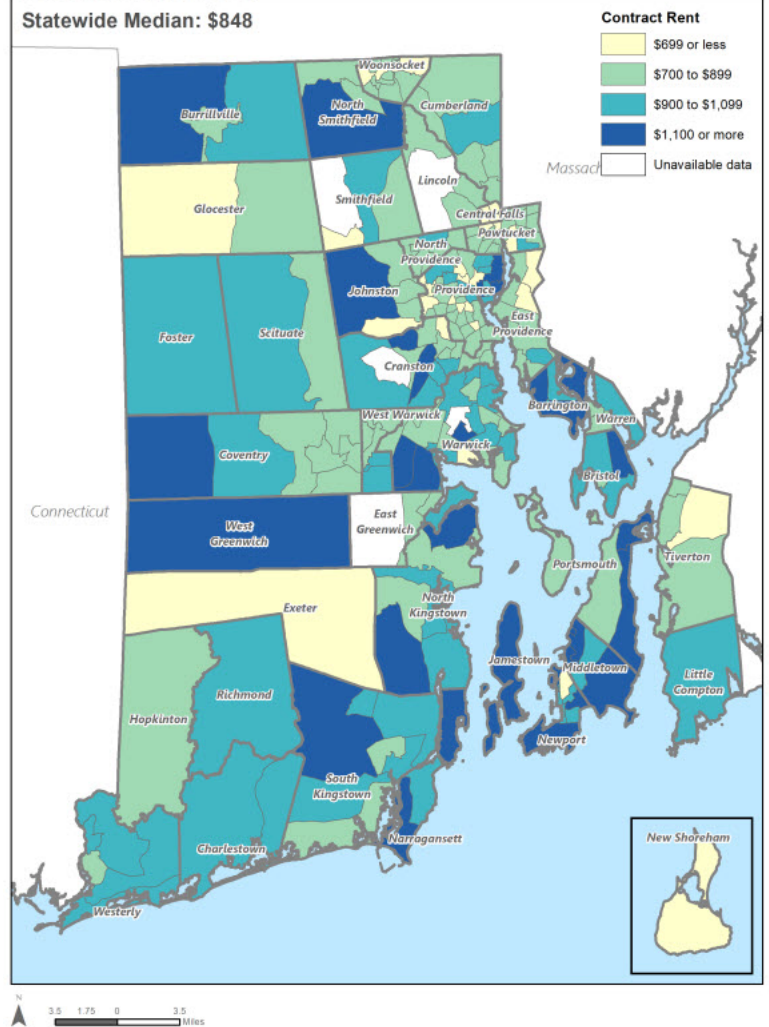 Statewide Median: $848
Contract Rent
$699 or less
$700 to $899
$900 to $1,099
$1,100 or more
Unavailable data
Massach
Woonsocket
Burrillville
North
Smithfield
Cumberland
Lincoln
Smithfield
Glocester
Central Falls
Pawtucket
North
Providence
Johnston
Providence
East
Providence
Foster
Scituate
Cranston
Barrington
West Warwick
Warren
Warwick
Coventry
Bristol
Connecticut
West
Greenwich
East
Greenwich
Tiverton
Portsmouth
Exeter
North
Kingstown
Jamestown
Middletown
Little
Compton
Richmond
Hopkinton
Newport
South
Kingstown
Narragansett
Charlestown
New Shoreham
Westerly
N
3.5 1.75 0 3.5
Miles